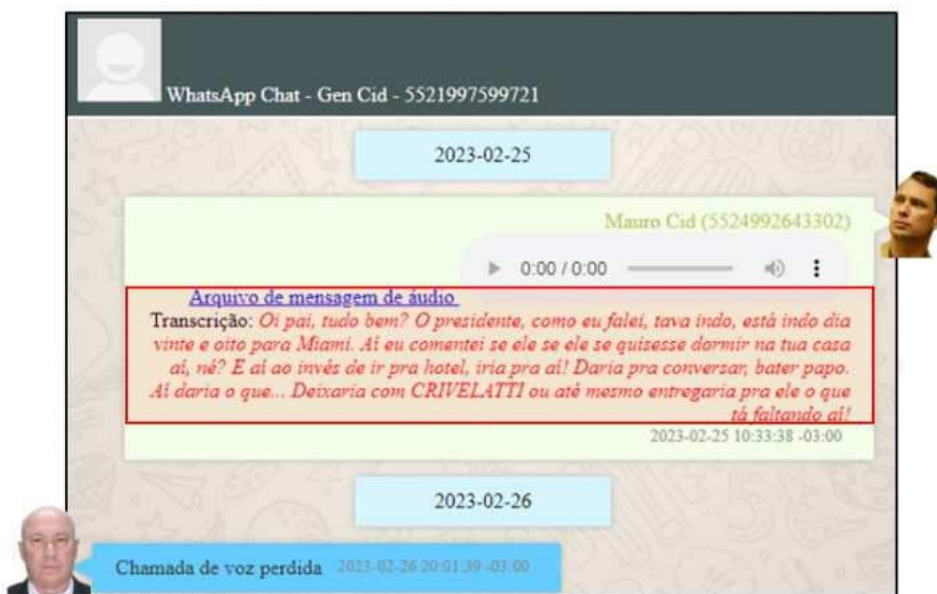 WhatsApp Chat - Gen Cid - 5521997599721
2023-02-25
Mauro Cid (5524992643302)
0:00 / 0:00
Arquivo de mensagem de áudio
Transcrição: Oi pai, tudo bem? O presidente, como eu falei, tava indo, está indo dia
vinte e oito para Miami. Aí eu comentei se ele se ele se quisesse dormir na tua casa
aí, né? E aí ao invés de ir pra hotel, iria pra aí! Daria pra conversar, bater papo.
Aí daria o que... Deixaria com CRIVELATTI ou até mesmo entregaria pra ele o que
tá faltando aí!
2023-02-25 10:33:38 -03:00
2023-02-26
Chamada de voz perdida 2023-02-26 20:01:39 -03:00